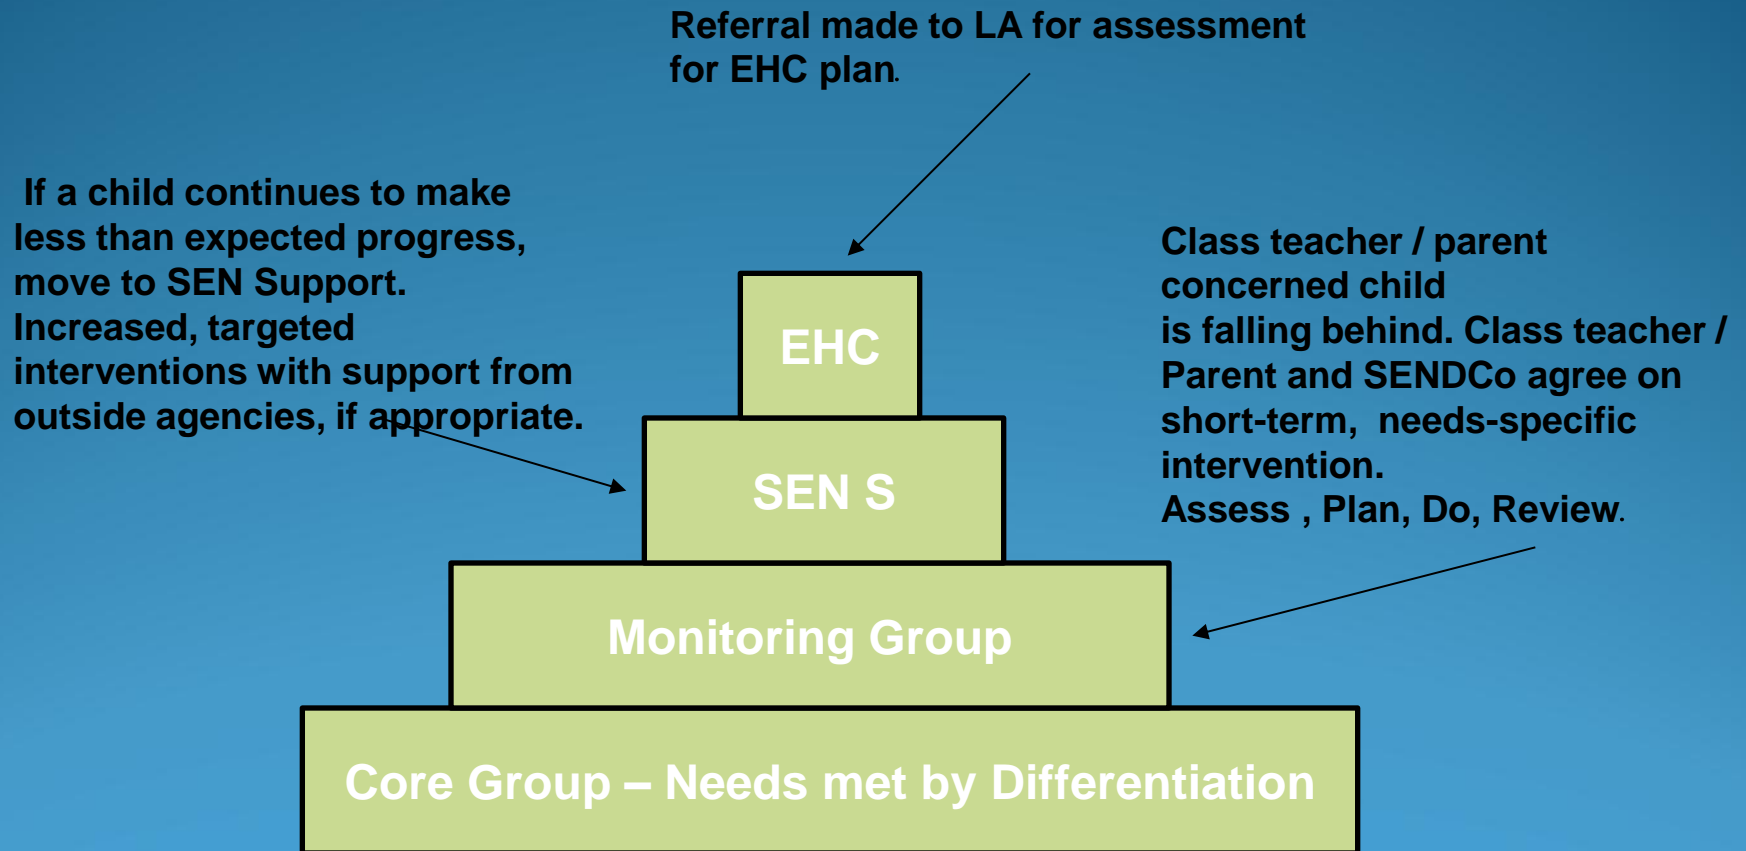 Referral made to LA for assessment
for EHC plan.
If a child continues to make
less than expected progress,
move to SEN Support.
Increased, targeted
interventions with support from
outside agencies, if appropriate.
Class teacher / parent
concerned child
is falling behind. Class teacher /
Parent and SENDCo agree on
short-term, needs-specific
intervention.
Assess , Plan, Do, Review.
EHC
SEN S
Monitoring Group
Core Group – Needs met by Differentiation